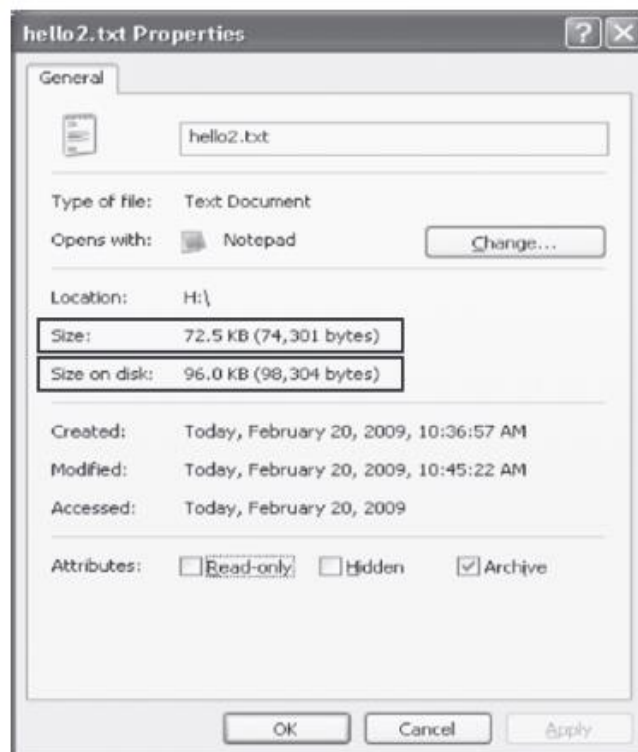 hello2.txt Properties
General
hello2.txt
Type of file: Text Document
Opens with: Notepad Change...
Location: H:\
Size: 72.5 KB (74,301 bytes)
Size on disk: 96.0 KB (98,304 bytes)
Created: Today, February 20, 2009, 10:36:57 AM
Modified: Today, February 20, 2009, 10:45:22 AM
Accessed: Today, February 20, 2009
Attributes: Read-only Hidden Archive
OK Cancel Apply